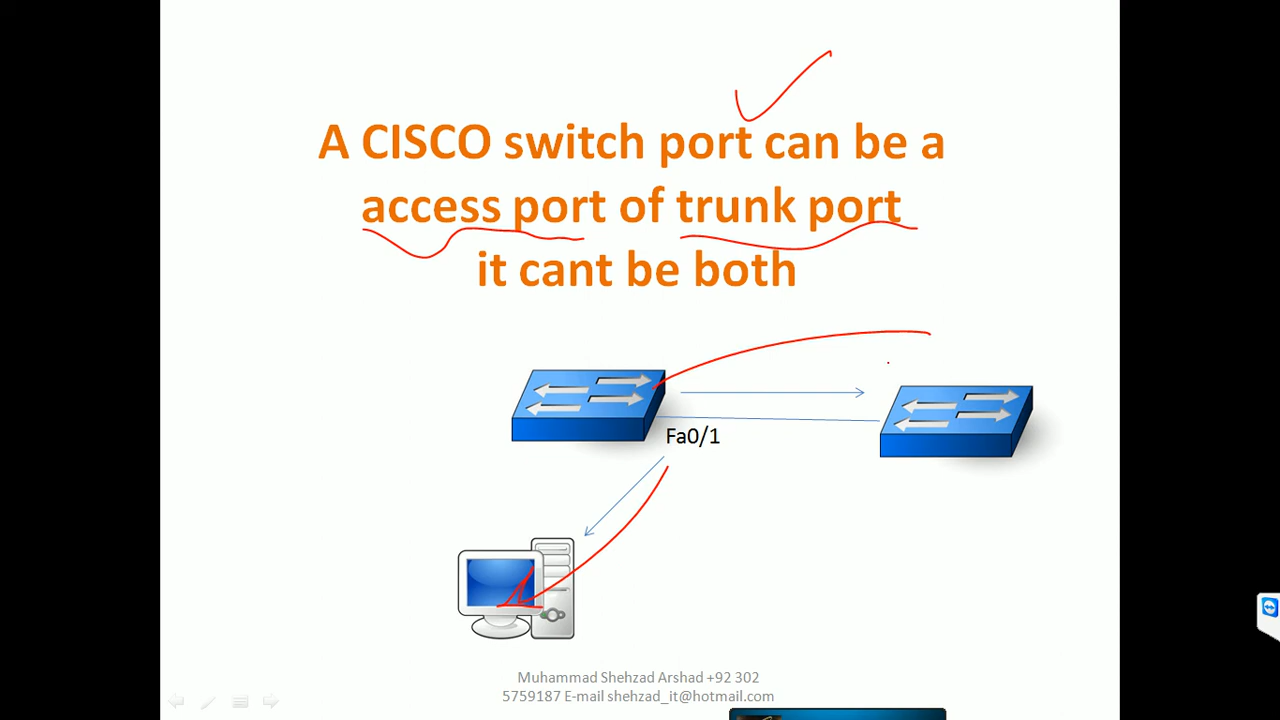 A CISCO switch port can be a
access port of trunk port
it cant be both
Fa0/1
Muhammad Shehzad Arshad +92 302
5759187 E-mail shehzad_it@hotmail.com